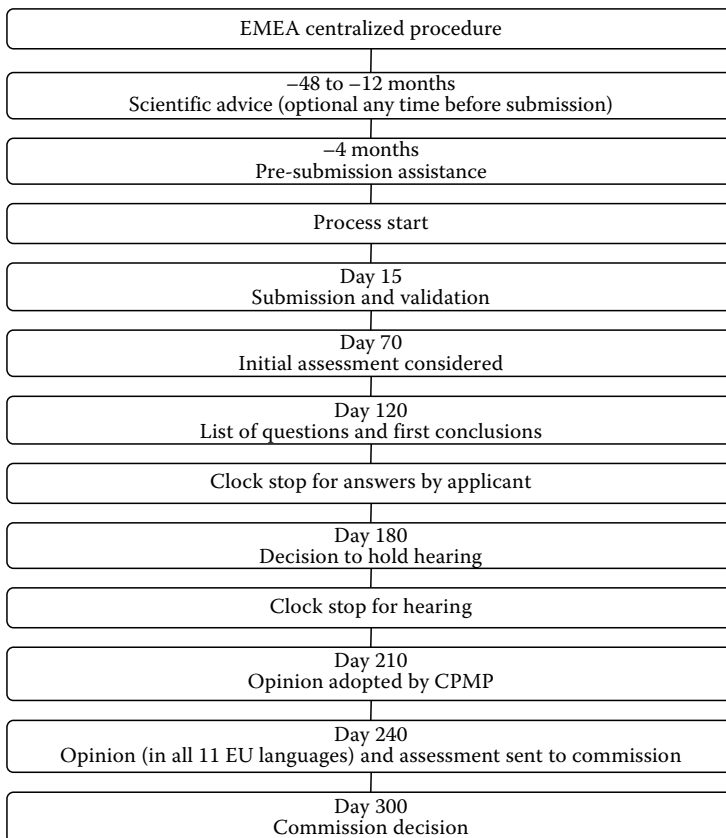 EMEA centralized procedure
–48 to –12 months
Scientific advice (optional any time before submission)
–4 months
Pre-submission assistance
Process start
Day 15
Submission and validation
Day 70
Initial assessment considered
Day 120
List of questions and first conclusions
Clock stop for answers by applicant
Day 180
Decision to hold hearing
Clock stop for hearing
Day 210
Opinion adopted by CPMP
Day 240
Opinion (in all 11 EU languages) and assessment sent to commission
Day 300
Commission decision